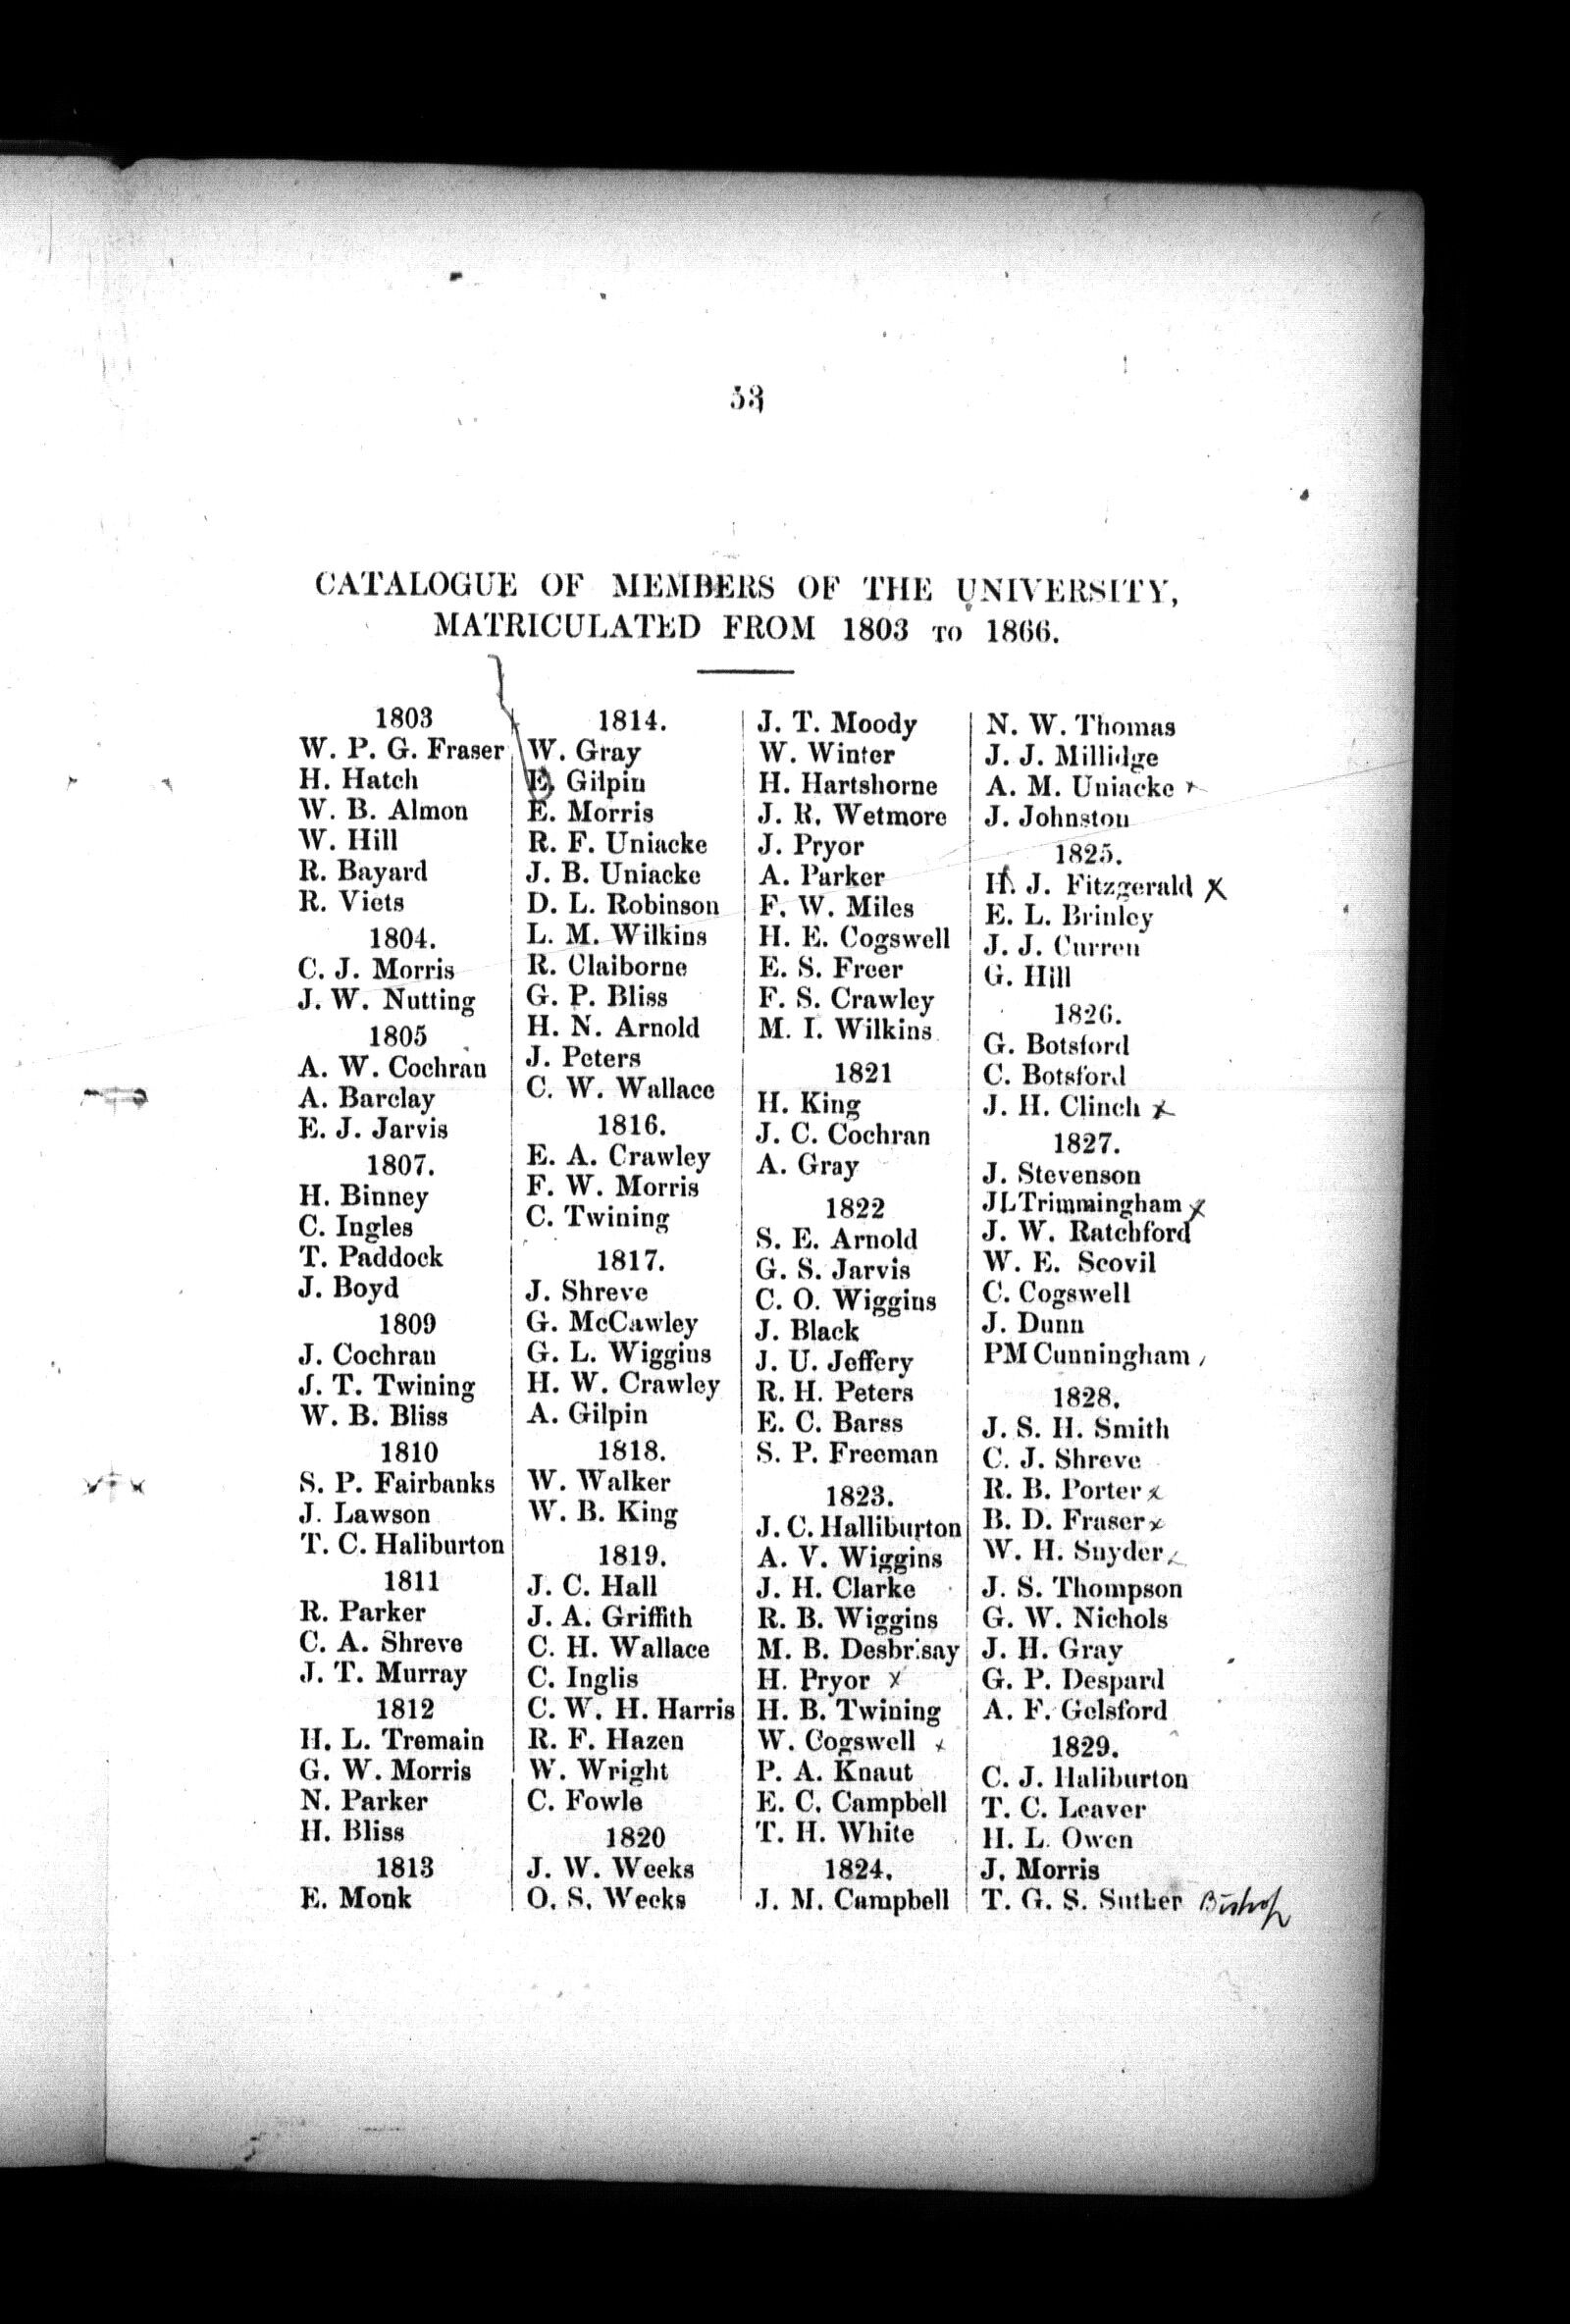 53
CATALOGUE OF MEMBERS OF THE UNIVERSITY,
MATRICULATED FROM 1803 TO 1866.
1803
W. P. G. Fraser
H. Hatch
W. B. Almon
W. Hill
R. Bayard
R. Viets
1804.
C. J. Morris
J. W. Nutting
1805
A. W. Cochran
A. Barclay
E. J. Jarvis
1807.
H. Binney
C. Ingles
T. Paddock
J. Boyd
1809
J. Cochran
J. T. Twining
W. B. Bliss
1810
S. P. Fairbanks
J. Lawson
T. C. Haliburton
1811
R. Parker
C. A. Shreve
J. T. Murray
1812
H. L. Tremain
G. W. Morris
N. Parker
H. Bliss
1813
E. Monk
1814.
W. Gray
E. Gilpin
E. Morris
R. F. Uniacke
J. B. Uniacke
D. L. Robinson
L. M. Wilkins
R. Claiborne
G. P. Bliss
H. N. Arnold
J. Peters
C. W. Wallace
1816.
E. A. Crawley
F. W. Morris
C. Twining
1817.
J. Shreve
G. McCawley
G. L. Wiggins
H. W. Crawley
A. Gilpin
1818.
W. Walker
W. B. King
1819.
J. C. Hall
J. A. Griffith
C. H. Wallace
C. Inglis
C. W. H. Harris
R. F. Hazen
W. Wright
C. Fowle
1820
J. W. Weeks
O. S. Weeks
J. T. Moody
W. Winter
H. Hartshorne
J. R. Wetmore
J. Pryor
A. Parker
F. W. Miles
H. E. Cogswell
E. S. Freer
F. S. Crawley
M. I. Wilkins
1821
H. King
J. C. Cochran
A. Gray
1822
S. E. Arnold
G. S. Jarvis
C. O. Wiggins
J. Black
J. U. Jeffery
R. H. Peters
E. C. Barss
S. P. Freeman
1823.
J. C. Halliburton
A. V. Wiggins
J. H. Clarke
R. B. Wiggins
M. B. Desbrisay
H. Pryor x
H. B. Twining
W. Cogswell x
P. A. Knaut
E. C. Campbell
T. H. White
1824.
J. M. Campbell
N. W. Thomas
J. J. Millidge
A. M. Uniacke x
J. Johnston
1825.
H. J. Fitzgerald x
E. L. Brinley
J. J. Curren
G. Hill
1826.
G. Botsford
C. Botsford
J. H. Clinch x
1827.
J. Stevenson
JL Trimmingham x
J. W. Ratchford
W. E. Scovil
C. Cogswell
J. Dunn
PM Cunningham
1828.
J. S. H. Smith
C. J. Shreve
R. B. Porter x
B. D. Fraser x
W. H. Snyder
J. S. Thompson
G. W. Nichols
J. H. Gray
G. P. Despard
A. F. Gelsford
1829.
C. J. Haliburton
T. C. Leaver
H. L. Owen
J. Morris
T. G. S. Suther Bishop